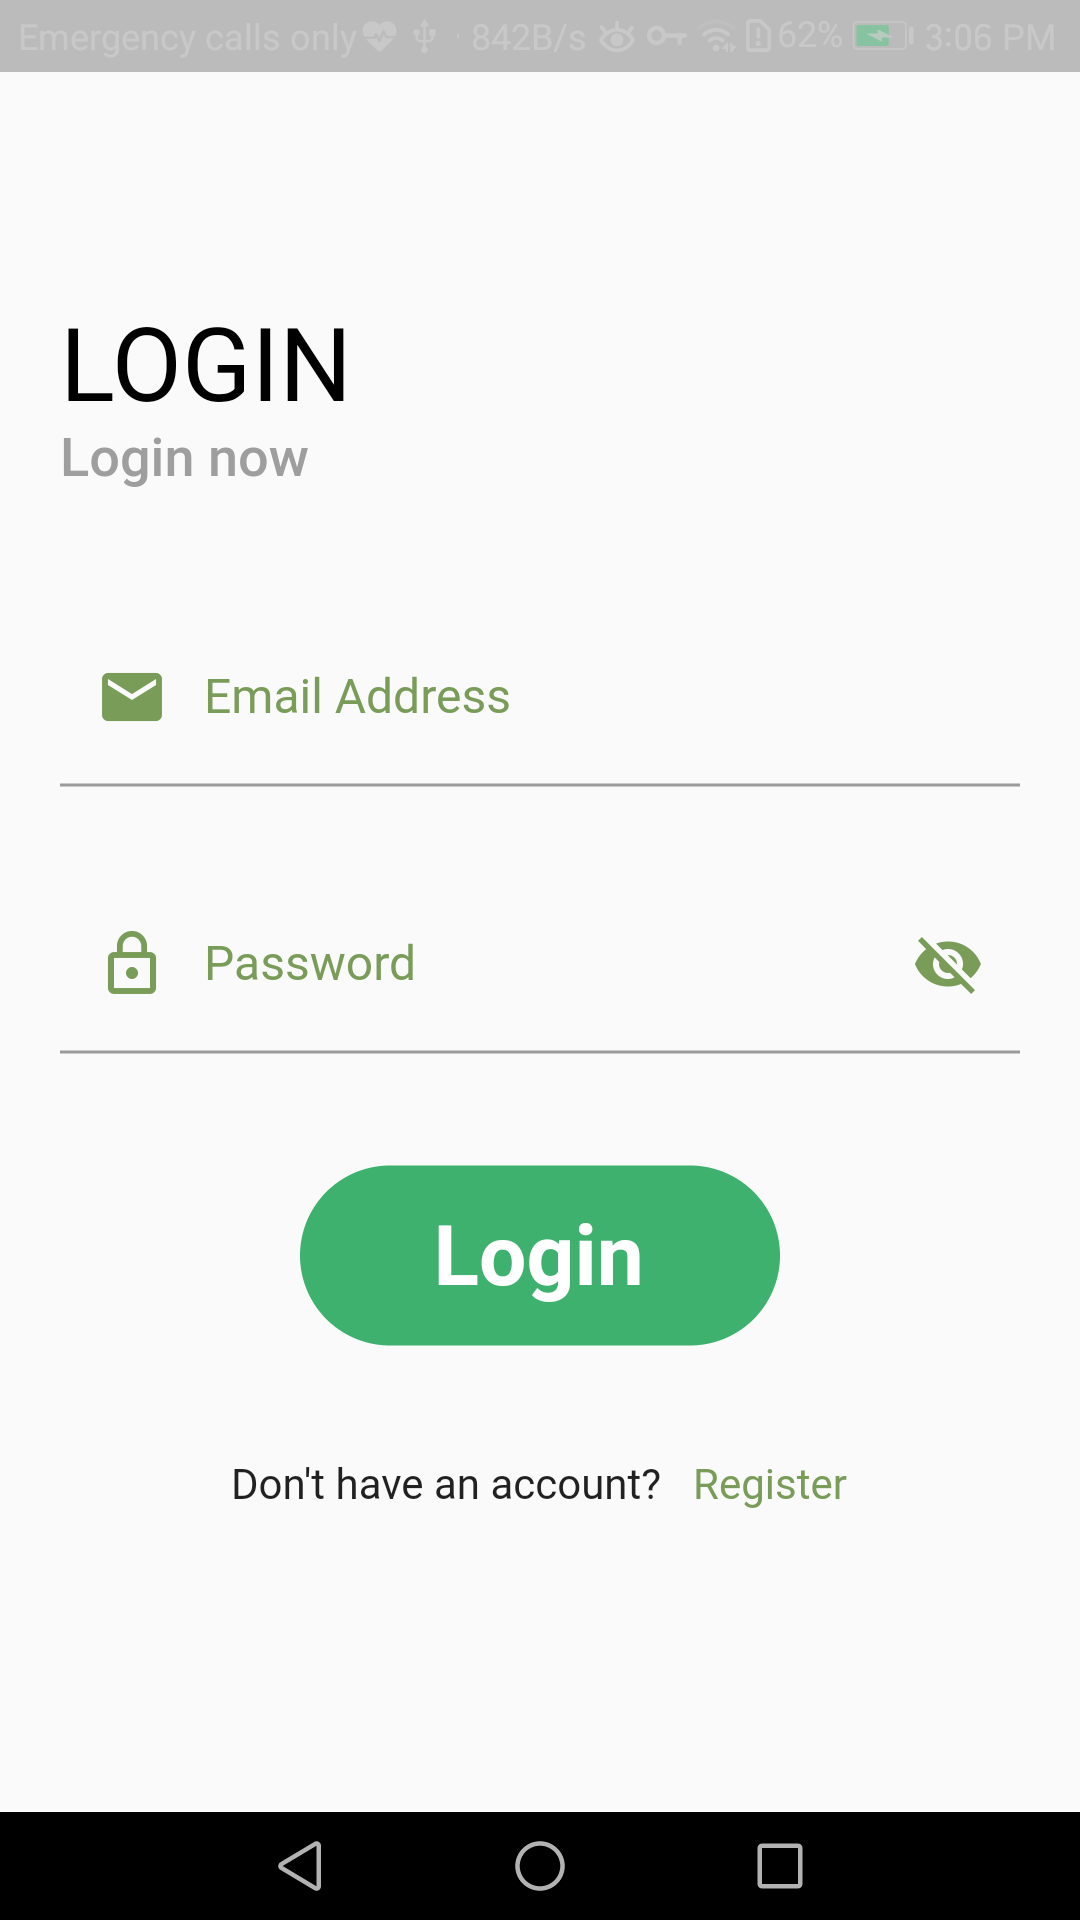 Emergency calls only 842B/s 62% 3:06 PM
LOGIN
Login now
Email Address
Password
Login
Don't have an account? Register